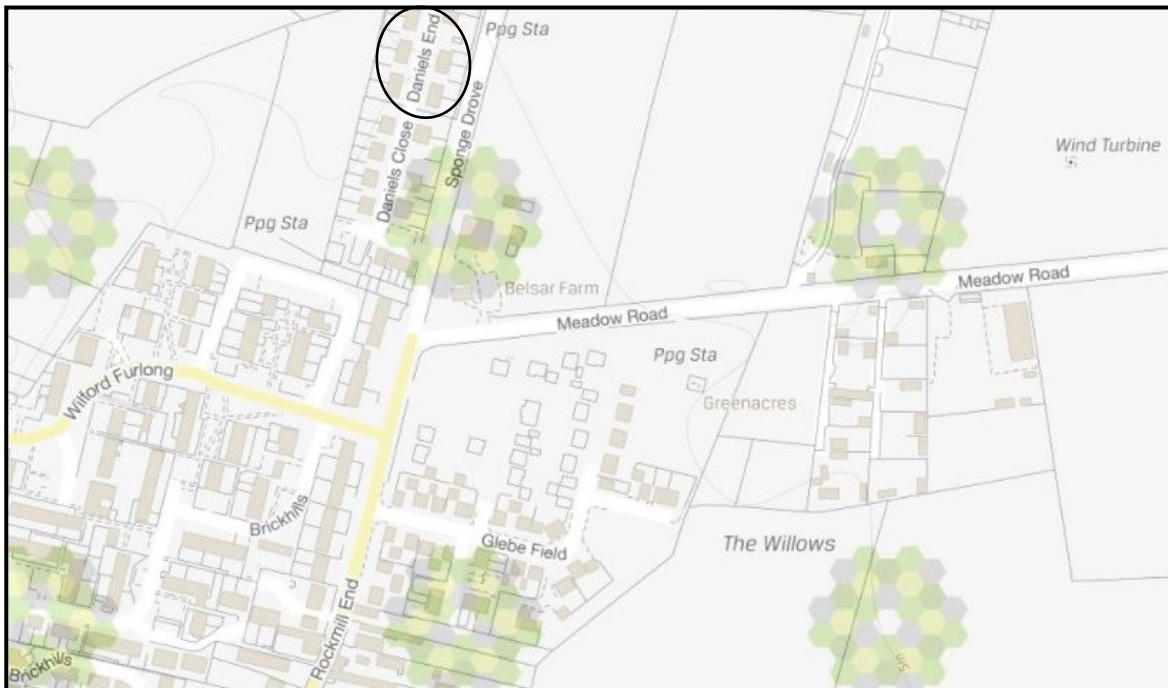 Daniels End
Ppg Sta
Sponge Drove
Daniels Close
Wind Turbine
Ppg Sta
Belsar Farm
Meadow Road
Meadow Road
Ppg Sta
Wilford Furlong
Greenacres
Brickhills
Glebe Field
The Willows
Rockmill End
Brickhills
5m